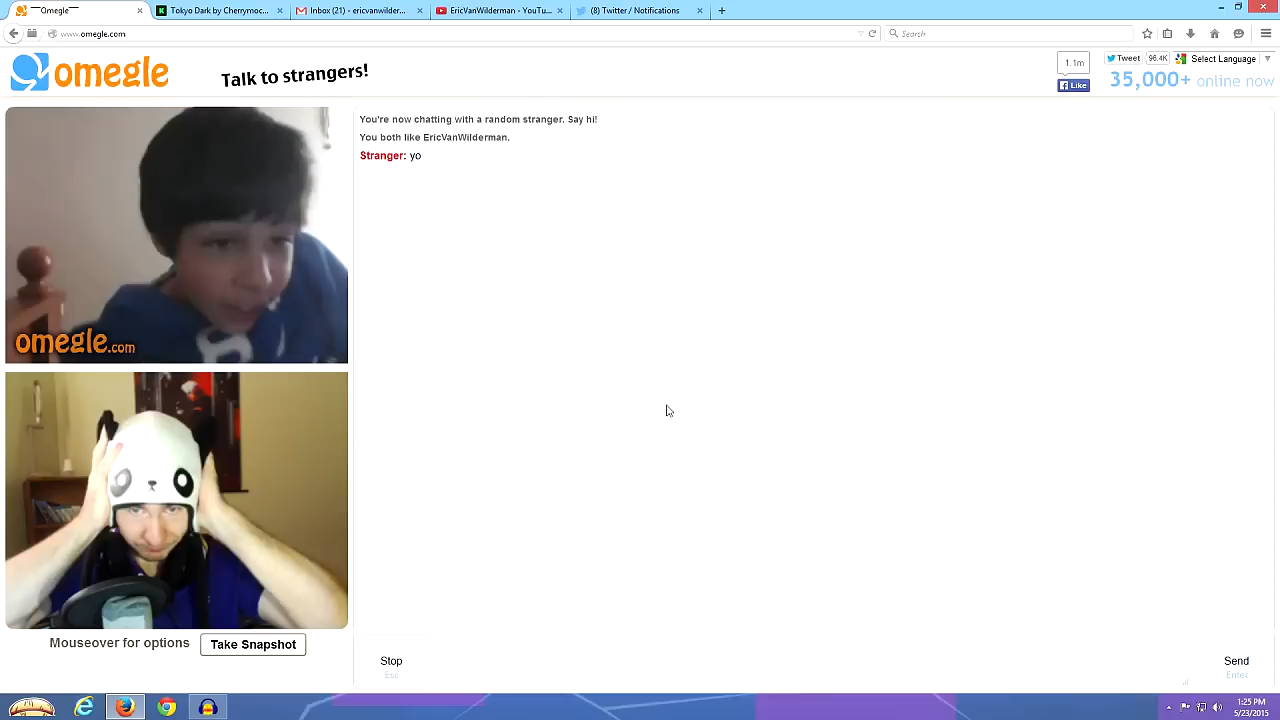 ‾‾Omegle‾‾
Tokyo Dark by Cherrymoc...
Inbox (21) - ericvanwilder...
EricVanWilderman - YouTu...
(8) Twitter / Notifications
www.omegle.com
Search
omegle
Talk to strangers!
1.1m
Like
Tweet
96.4K
Select Language
35,000+ online now
You're now chatting with a random stranger. Say hi!
You both like EricVanWilderman.
Stranger: yo
omegle.com
Mouseover for options
Take Snapshot
Stop
Esc
Send
Enter
1:25 PM
5/23/2015